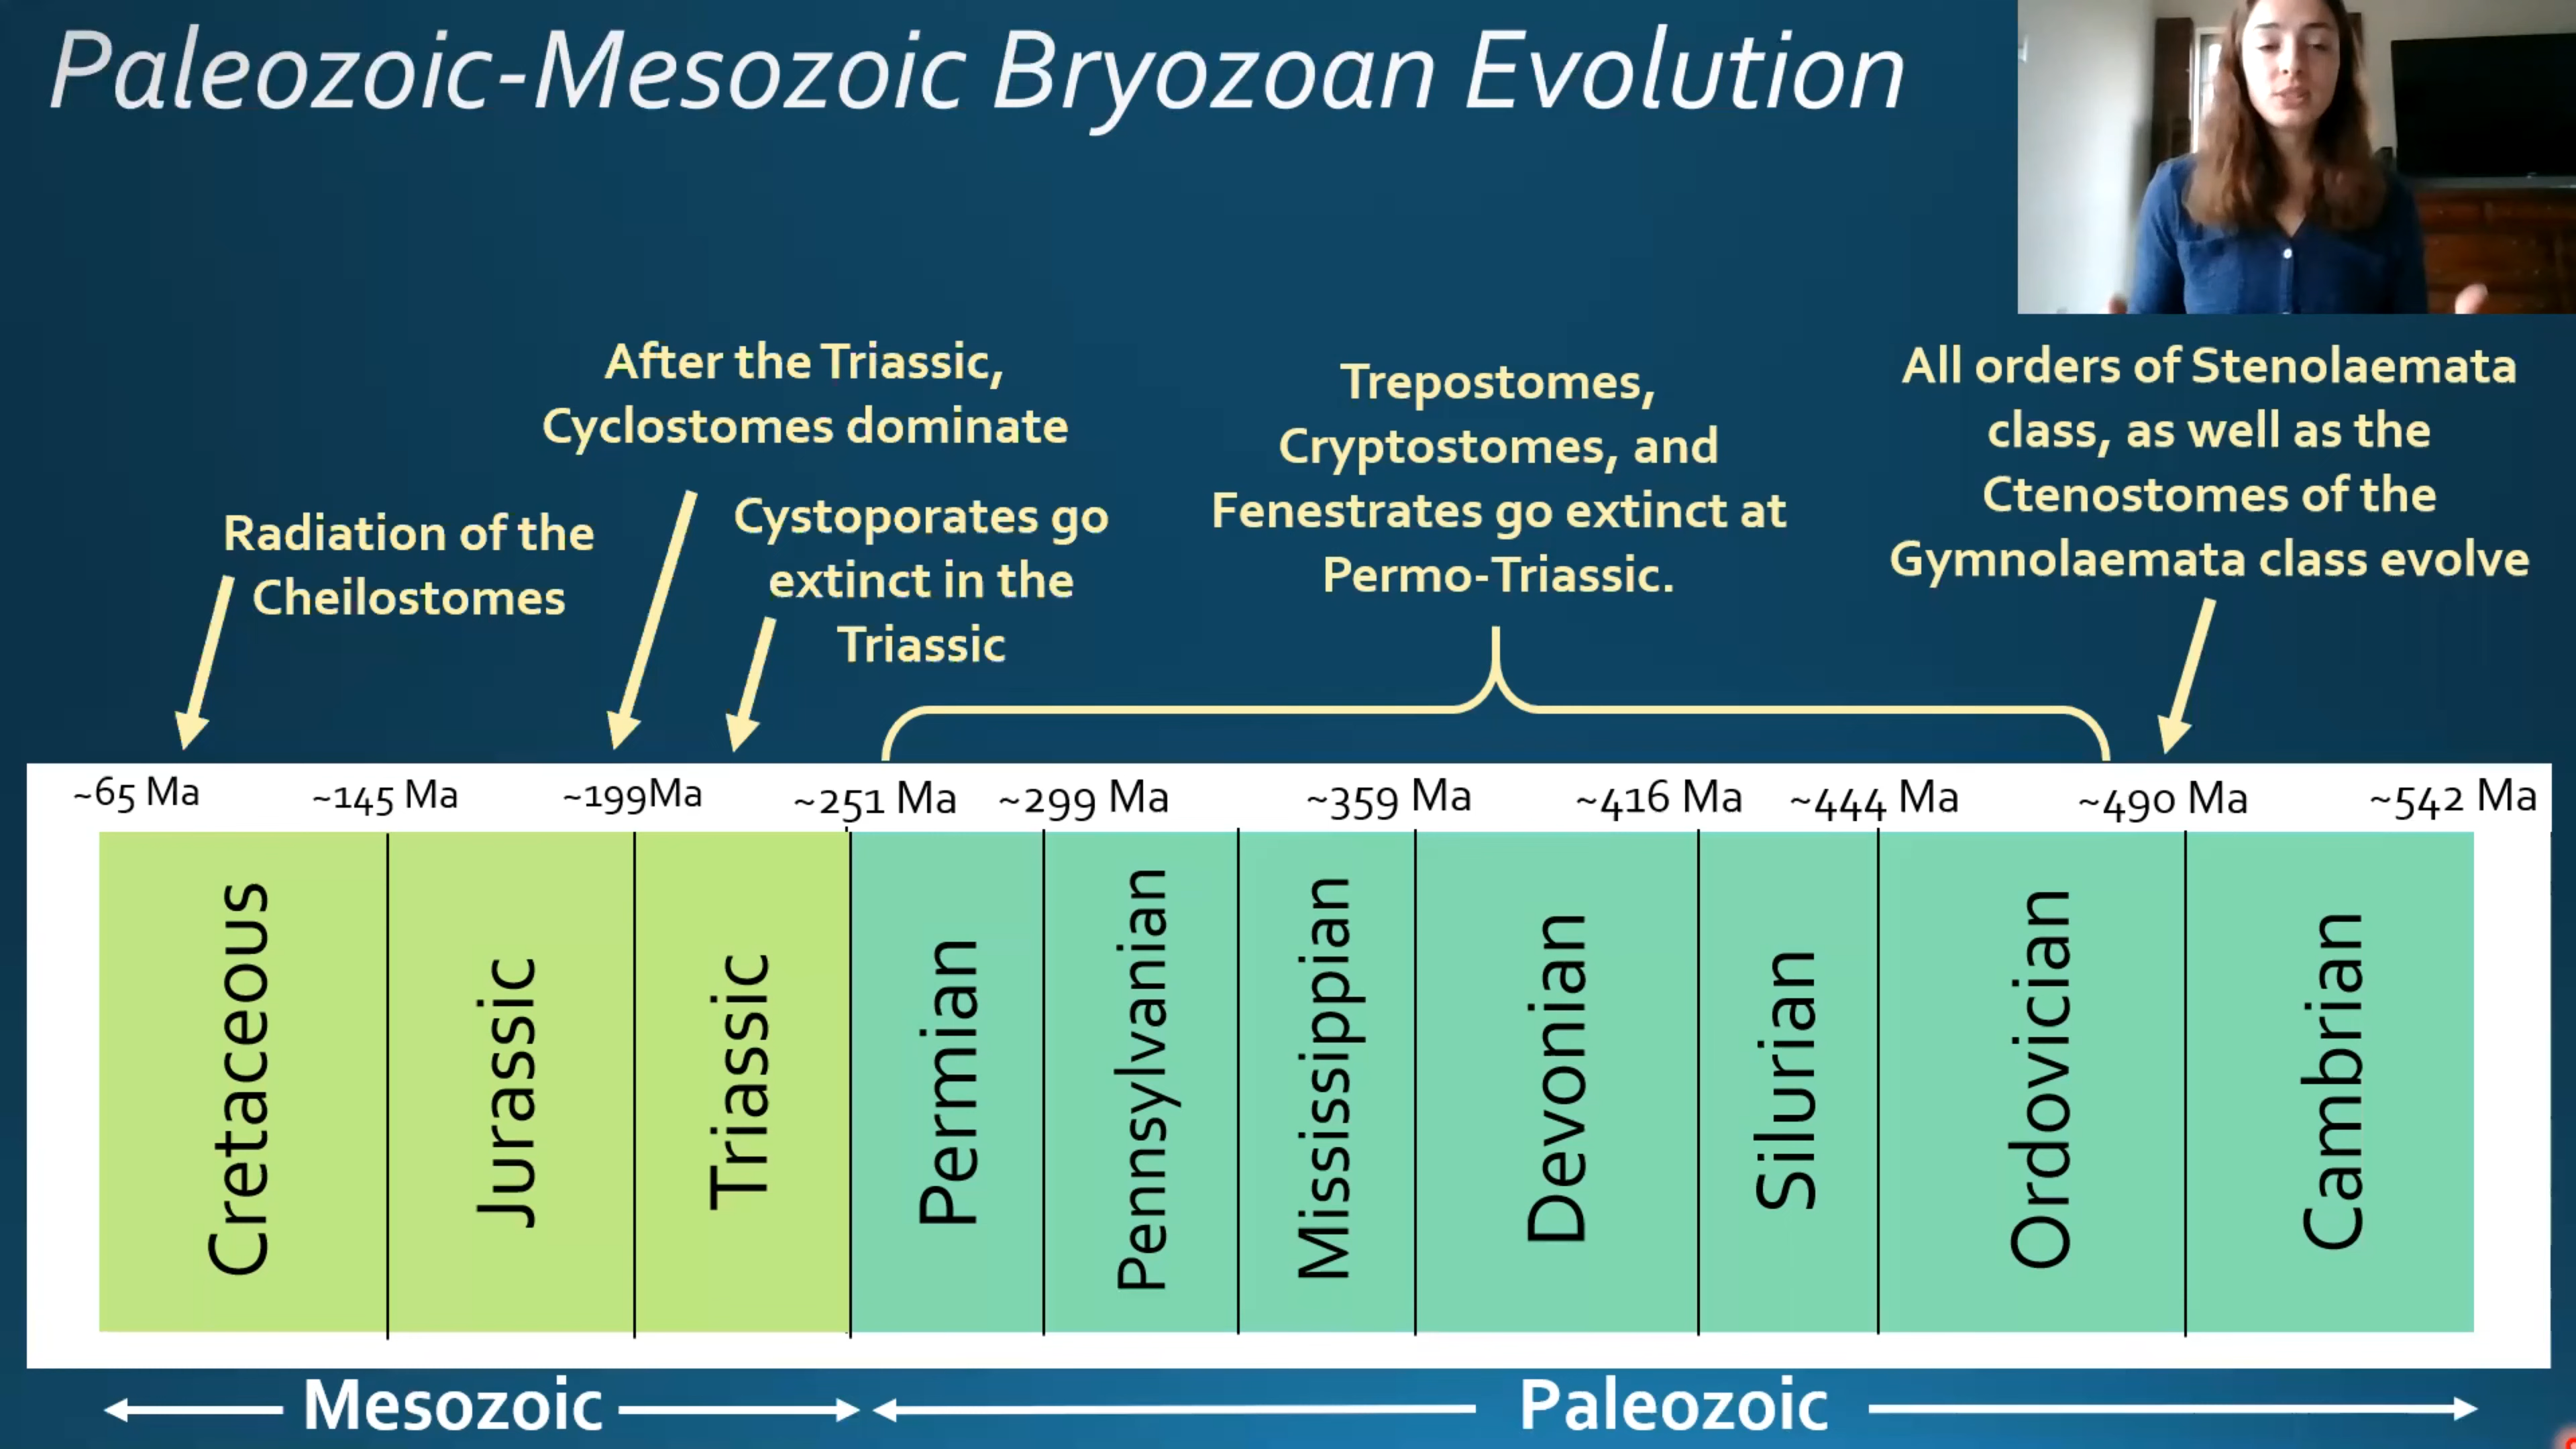 Paleozoic-Mesozoic Bryozoan Evolution
After the Triassic,
Cyclostomes dominate
Radiation of the
Cheilostomes
Cystoporates go
extinct in the
Triassic
Trepostomes,
Cryptostomes, and
Fenestrates go extinct at
Permo-Triassic.
All orders of Stenolaemata
class, as well as the
Ctenostomes of the
Gymnolaemata class evolve
~65 Ma
~145 Ma
~199Ma
~251 Ma
~299 Ma
~359 Ma
~416 Ma
~444 Ma
~490 Ma
~542 Ma
Cretaceous
Jurassic
Triassic
Permian
Pennsylvanian
Mississippian
Devonian
Silurian
Ordovician
Cambrian
Mesozoic
Paleozoic